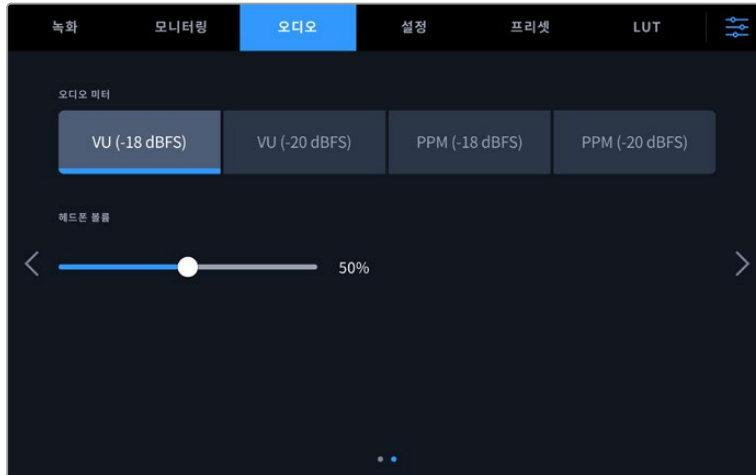 녹화 모니터링 오디오 설정 프리셋 LUT
오디오 미터
VU (-18 dBFS) VU (-20 dBFS) PPM (-18 dBFS) PPM (-20 dBFS)
헤드폰 볼륨
50%